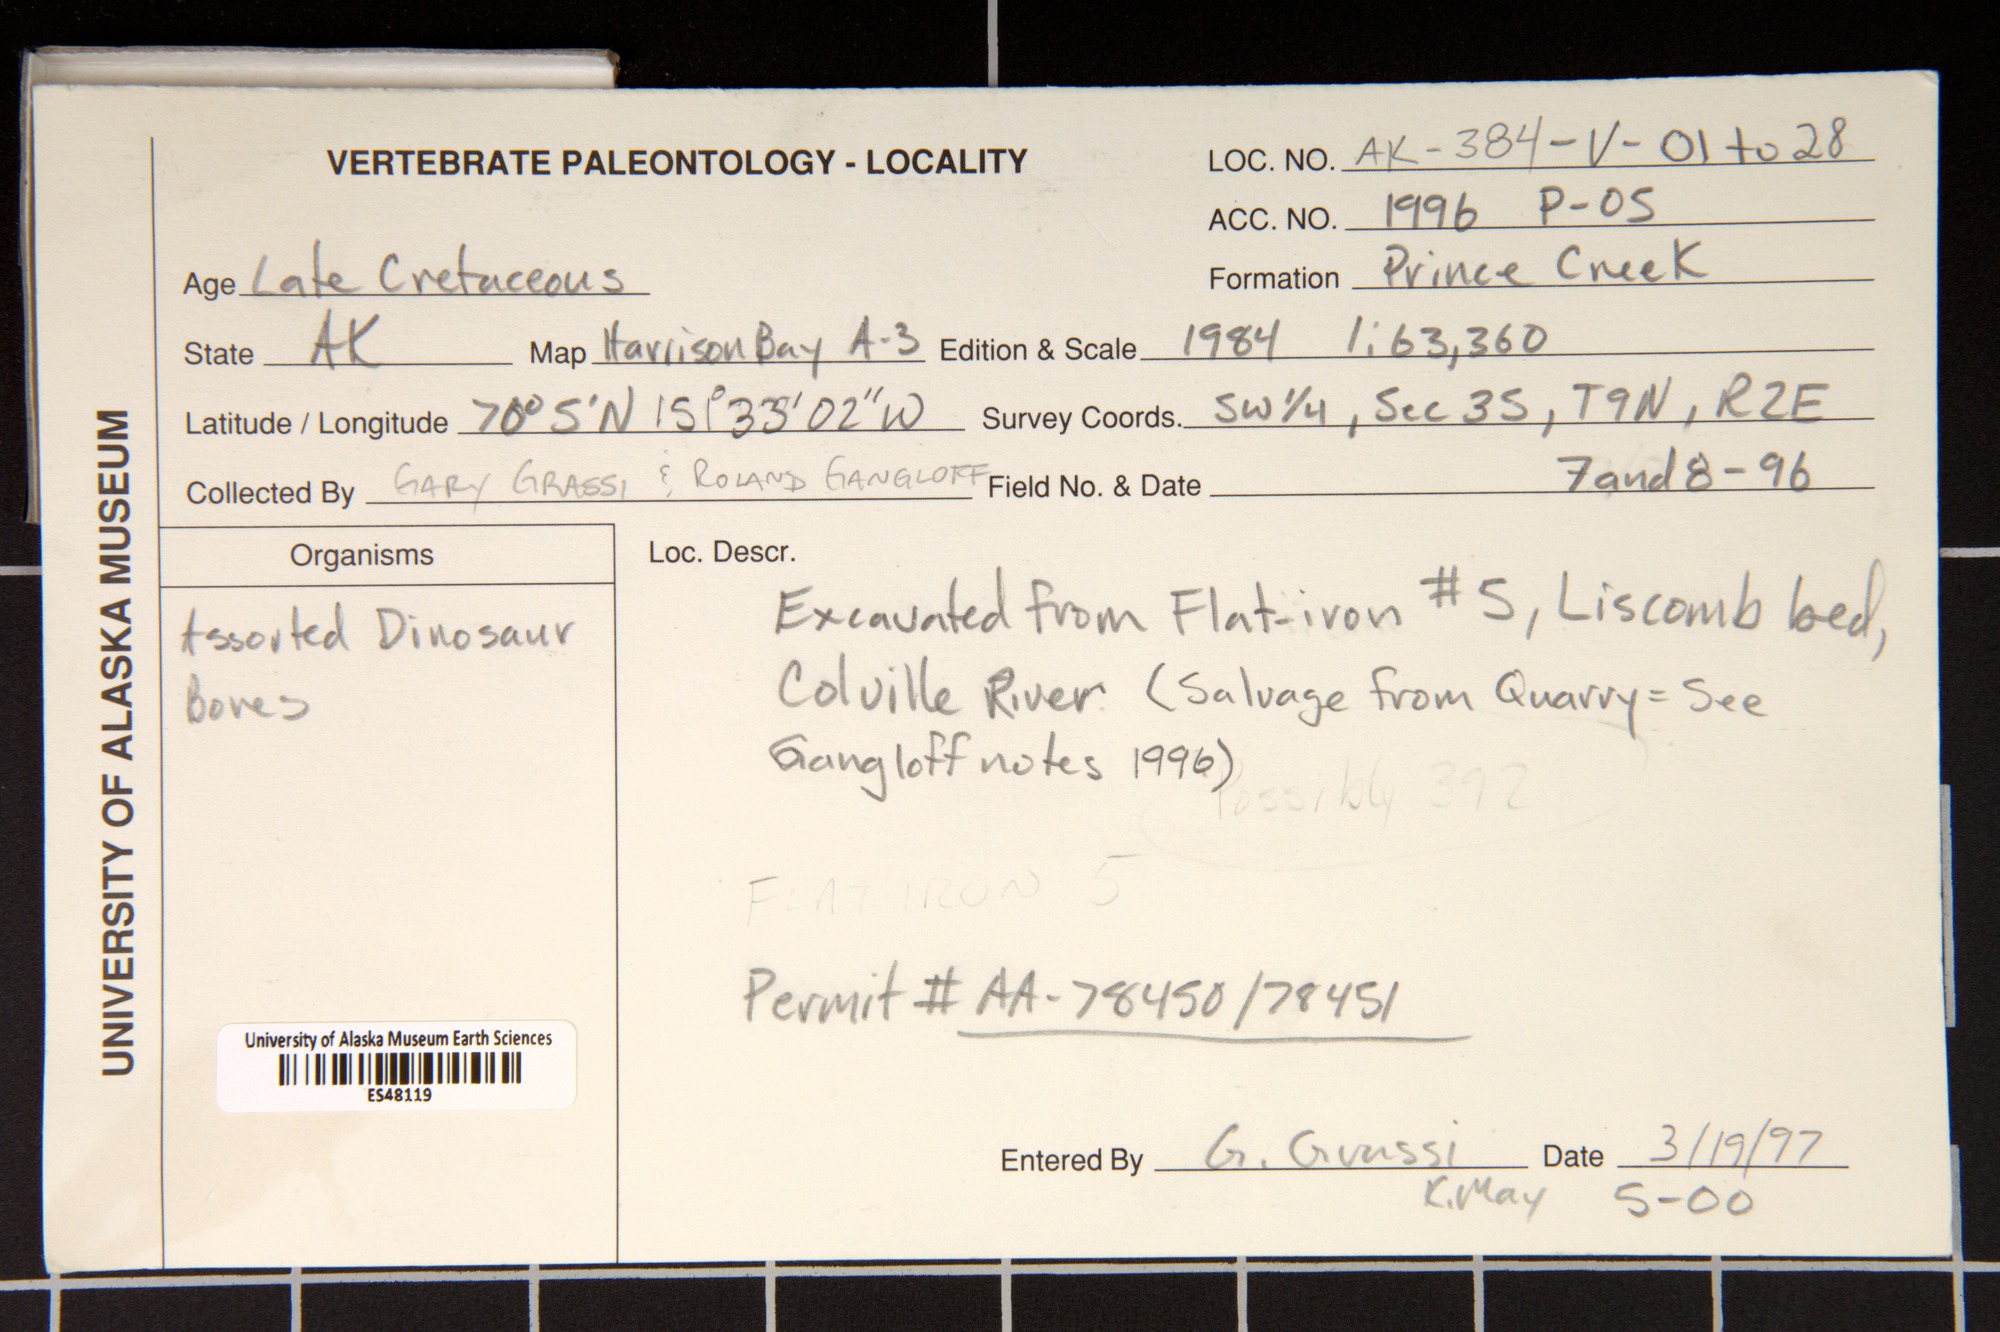 UNIVERSITY OF ALASKA MUSEUM
VERTEBRATE PALEONTOLOGY - LOCALITY
LOC. NO. AK-384-V-01 to 28
ACC. NO. 1996 P-05
Age Late Cretaceous
Formation Prince Creek
State AK Map Harrison Bay A-3 Edition & Scale 1984 1:63,360
Latitude / Longitude 70° 5' N 151° 33' 02" W Survey Coords. SW 1/4, Sec 35, T9N, R2E
Collected By GARY GRASSI & ROLAND GANGLOFF Field No. & Date 7 and 8-96
Organisms
Assorted Dinosaur
Bones
Loc. Descr.
Excavated from Flat-iron #5, Liscomb bed,
Colville River. (Salvage from Quarry = See
Gangloff notes 1996)
Possibly 392
FLAT IRON 5
Permit # AA-78450/78451
University of Alaska Museum Earth Sciences
ES48119
Entered By G. Grassi Date 3/19/97
K. May 5-00